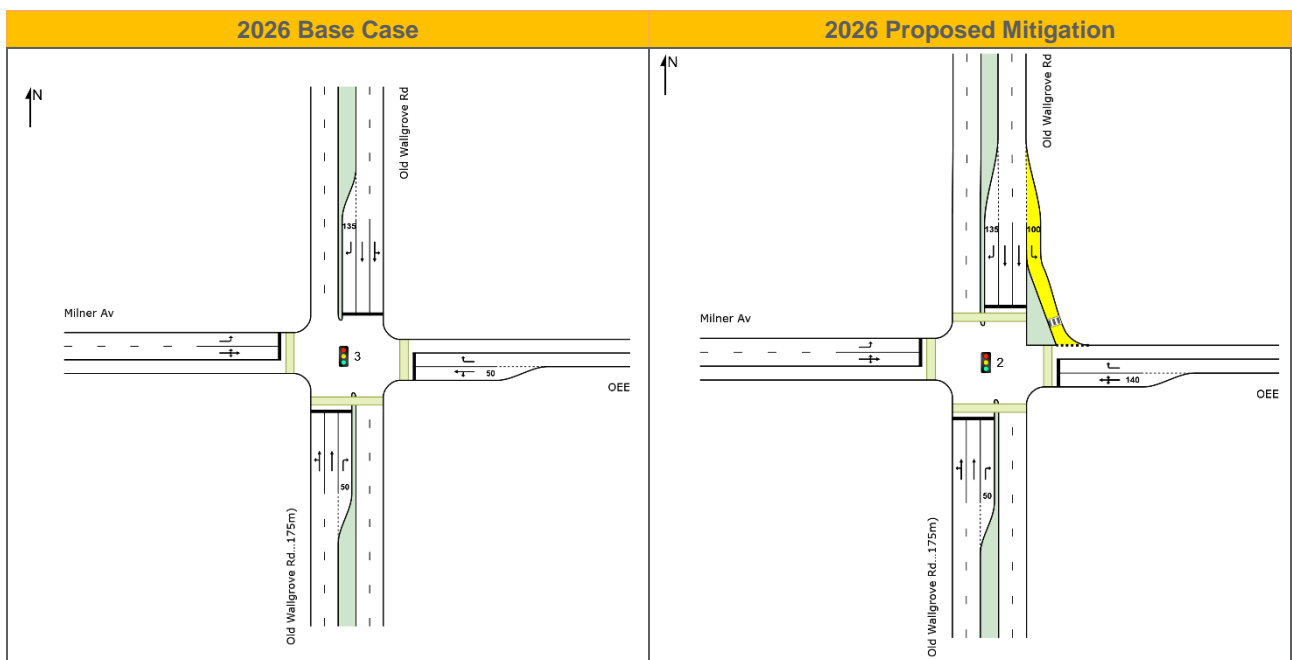 2026 Base Case
2026 Proposed Mitigation
N
Old Wallgrove Rd
135
Milner Av
3
50
OEE
50
Old Wallgrove Rd...175m)
N
Old Wallgrove Rd
135
100
Milner Av
2
140
OEE
50
Old Wallgrove Rd...175m)